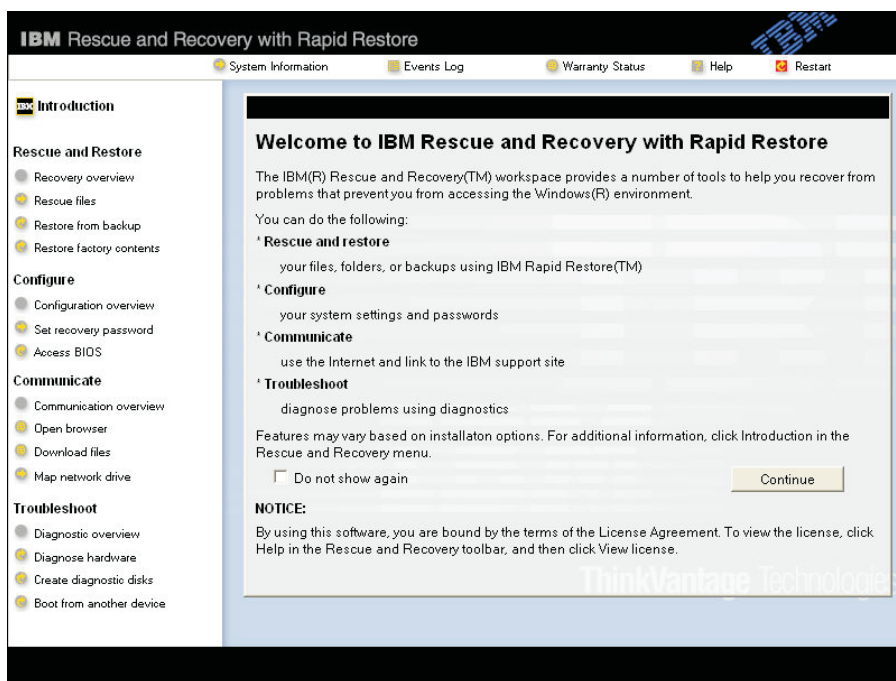 IBM Rescue and Recovery with Rapid Restore
IBM
System Information
Events Log
Warranty Status
Help
Restart
Introduction
Rescue and Restore
Recovery overview
Rescue files
Restore from backup
Restore factory contents
Configure
Configuration overview
Set recovery password
Access BIOS
Communicate
Communication overview
Open browser
Download files
Map network drive
Troubleshoot
Diagnostic overview
Diagnose hardware
Create diagnostic disks
Boot from another device
Welcome to IBM Rescue and Recovery with Rapid Restore
The IBM(R) Rescue and Recovery(TM) workspace provides a number of tools to help you recover from
problems that prevent you from accessing the Windows(R) environment.
You can do the following:
* Rescue and restore
your files, folders, or backups using IBM Rapid Restore(TM)
* Configure
your system settings and passwords
* Communicate
use the Internet and link to the IBM support site
* Troubleshoot
diagnose problems using diagnostics
Features may vary based on installaton options. For additional information, click Introduction in the
Rescue and Recovery menu.
Do not show again
Continue
NOTICE:
By using this software, you are bound by the terms of the License Agreement. To view the license, click
Help in the Rescue and Recovery toolbar, and then click View license.
ThinkVantage Technologies